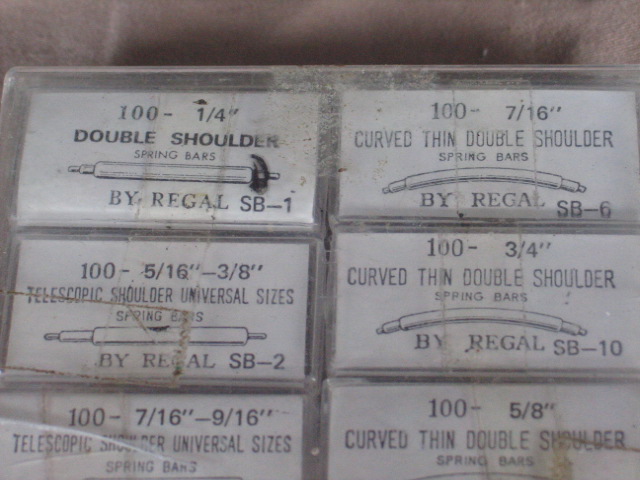 100- 1/4"
DOUBLE SHOULDER
SPRING BARS
BY REGAL SB-1
100- 7/16"
CURVED THIN DOUBLE SHOULDER
SPRING BARS
BY REGAL SB-6
100- 5/16"-3/8"
TELESCOPIC SHOULDER UNIVERSAL SIZES
SPRING BARS
BY REGAL SB-2
100- 3/4"
CURVED THIN DOUBLE SHOULDER
SPRING BARS
BY REGAL SB-10
100- 7/16"-9/16"
TELESCOPIC SHOULDER UNIVERSAL SIZES
SPRING BARS
100- 5/8"
CURVED THIN DOUBLE SHOULDER
SPRING BARS